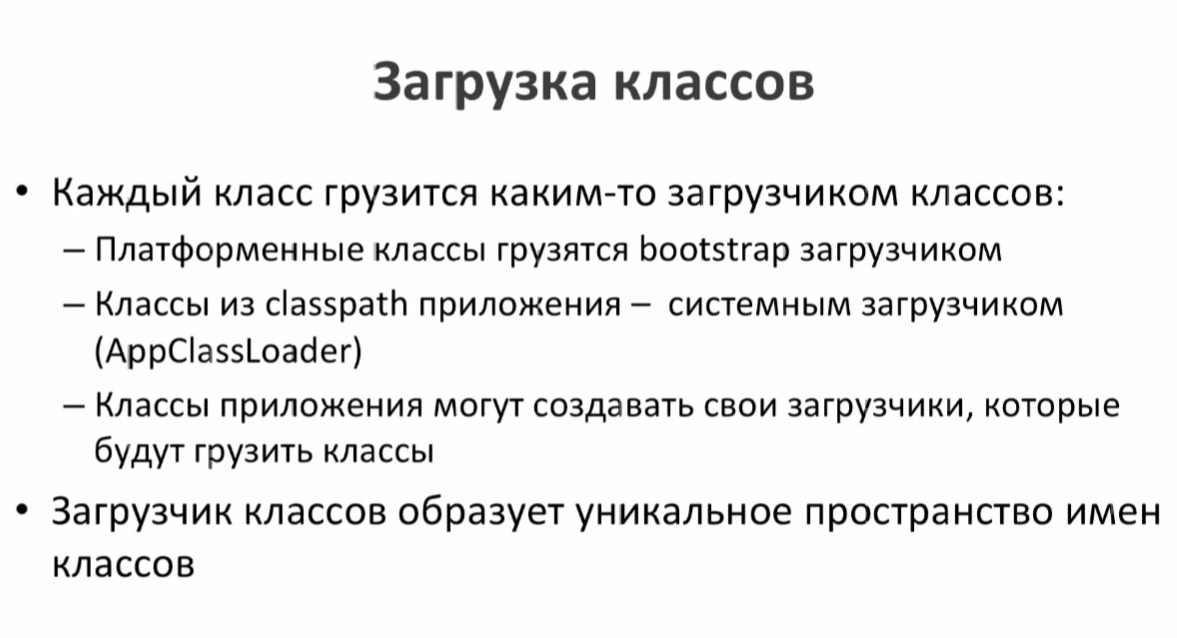 Загрузка классов
• Каждый класс грузится каким-то загрузчиком классов:
– Платформенные классы грузятся bootstrap загрузчиком
– Классы из classpath приложения – системным загрузчиком
(AppClassLoader)
– Классы приложения могут создавать свои загрузчики, которые
будут грузить классы
• Загрузчик классов образует уникальное пространство имен
классов